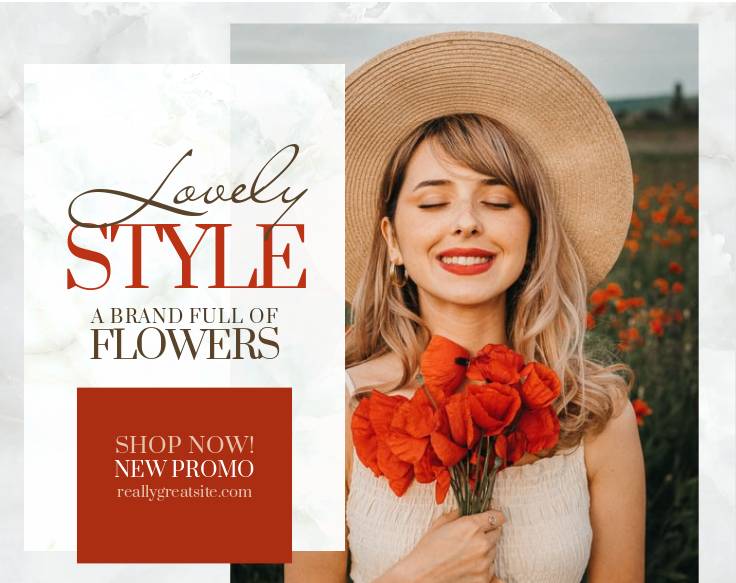 Lovely
STYLE
A BRAND FULL OF
FLOWERS
SHOP NOW!
NEW PROMO
reallygreatsite.com